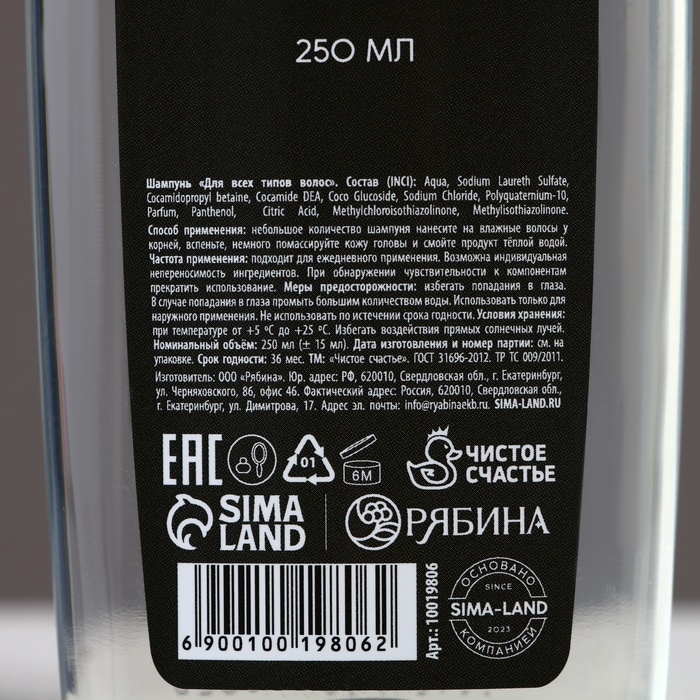 250 МЛ
Шампунь «Для всех типов волос». Состав (INCI): Aqua, Sodium Laureth Sulfate,
Cocamidopropyl betaine, Cocamide DEA, Coco Glucoside, Sodium Chloride, Polyquaternium-10,
Parfum, Panthenol, Citric Acid, Methylchloroisothiazolinone, Methylisothiazolinone.
Способ применения: небольшое количество шампуня нанесите на влажные волосы у
корней, вспеньте, немного помассируйте кожу головы и смойте продукт тёплой водой.
Частота применения: подходит для ежедневного применения. Возможна индивидуальная
непереносимость ингредиентов. При обнаружении чувствительности к компонентам
прекратить использование. Меры предосторожности: избегать попадания в глаза.
В случае попадания в глаза промыть большим количеством воды. Использовать только для
наружного применения. Не использовать по истечении срока годности. Условия хранения:
при температуре от +5 ºС до +25 ºС. Избегать воздействия прямых солнечных лучей.
Номинальный объём: 250 мл (± 15 мл). Дата изготовления и номер партии: см. на
упаковке. Срок годности: 36 мес. ТМ: «Чистое счастье». ГОСТ 31696-2012. ТР ТС 009/2011.
Изготовитель: ООО «Рябина». Юр. адрес: РФ, 620010, Свердловская обл., г. Екатеринбург,
ул. Черняховского, 86, офис 46. Фактический адрес: Россия, 620010, Свердловская обл.,
г. Екатеринбург, ул. Димитрова, 17. Адрес эл. почты: info@ryabinaekb.ru. SIMA-LAND.RU
EAC
01
6M
ЧИСТОЕ
СЧАСТЬЕ
SIMA
LAND
РЯБИНА
6 900100 198062
Арт.: 10019806
ОСНОВАНО
SINCE
SIMA-LAND
2023
КОМПАНИЕЙ